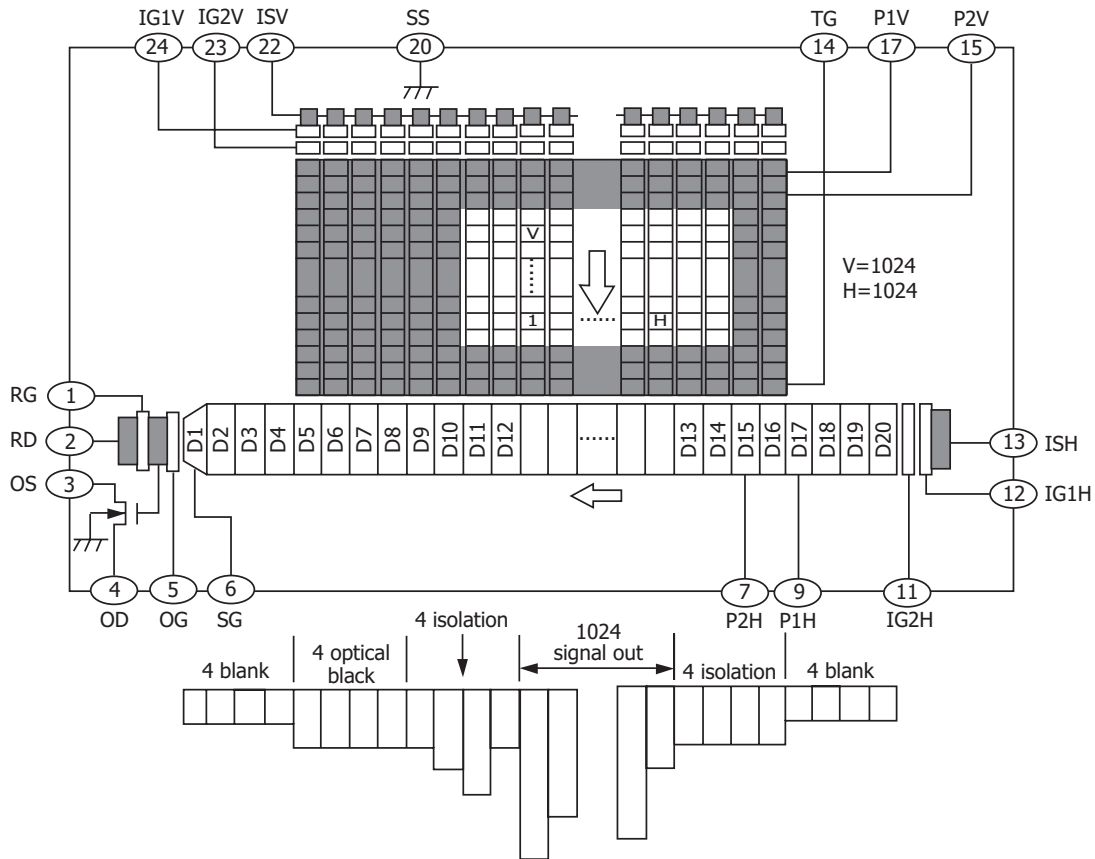 IG1V IG2V ISV SS TG P1V P2V
24 23 22 20 14 17 15
V
1 H
V=1024
H=1024
RG 1
RD 2
OS 3
D1 D2 D3 D4 D5 D6 D7 D8 D9 D10 D11 D12 D13 D14 D15 D16 D17 D18 D19 D20
13 ISH
12 IG1H
4 5 6 7 9 11
OD OG SG P2H P1H IG2H
4 blank
4 optical
black
4 isolation
1024
signal out
4 isolation
4 blank